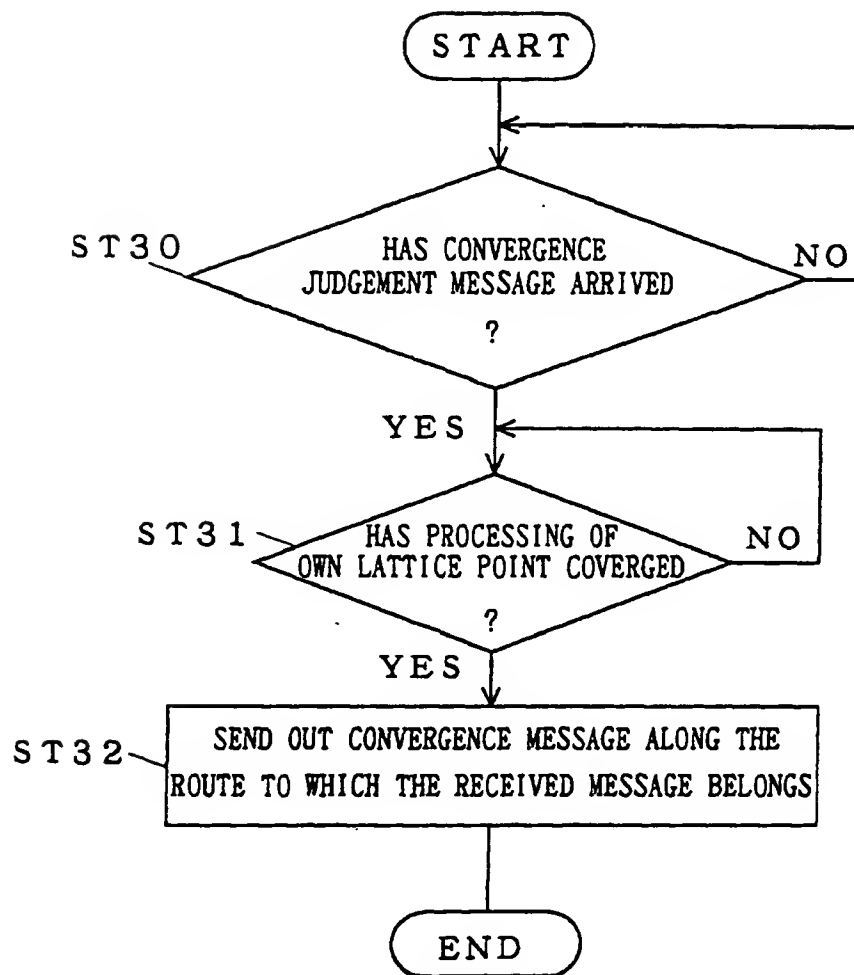 START
ST30
HAS CONVERGENCE
JUDGEMENT MESSAGE ARRIVED
?
NO
YES
ST31
HAS PROCESSING OF
OWN LATTICE POINT COVERGED
?
NO
YES
ST32
SEND OUT CONVERGENCE MESSAGE ALONG THE
ROUTE TO WHICH THE RECEIVED MESSAGE BELONGS
END